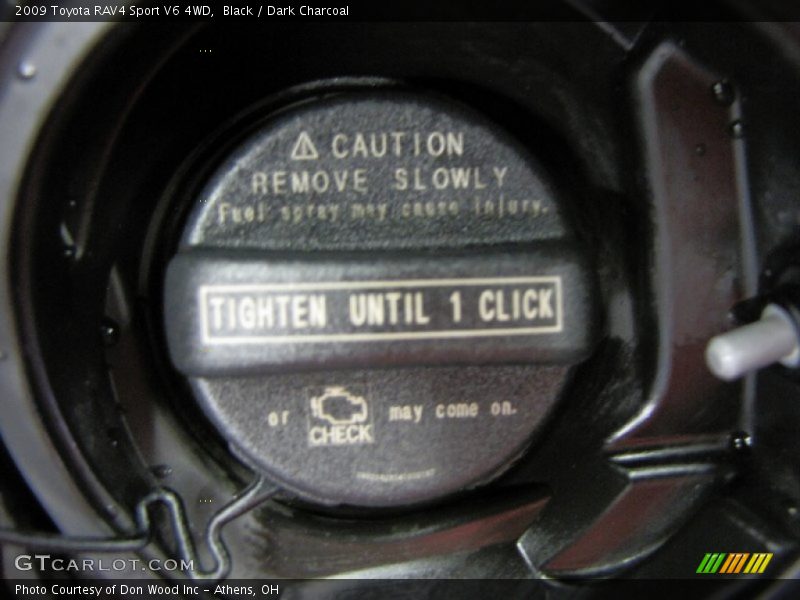 2009 Toyota RAV4 Sport V6 4WD, Black / Dark Charcoal
CAUTION
REMOVE SLOWLY
Fuel spray may cause injury.
TIGHTEN UNTIL 1 CLICK
or CHECK may come on.
GTCARLOT.COM
Photo Courtesy of Don Wood Inc - Athens, OH